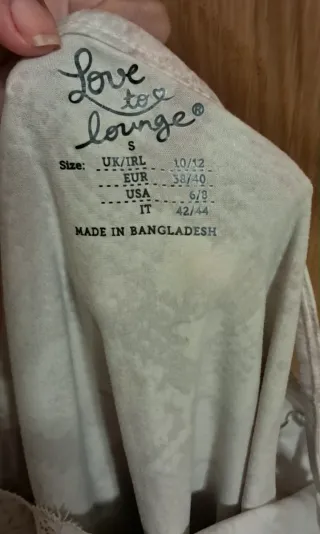 Love
to
lounge®
S
Size: UK/IRL 10/12
EUR 38/40
USA 6/8
IT 42/44
MADE IN BANGLADESH